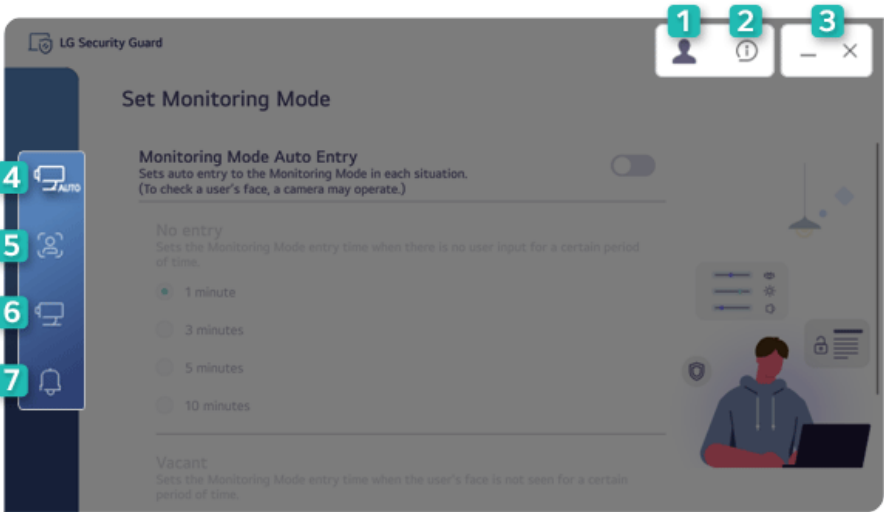 1 2 3
LG Security Guard
Set Monitoring Mode
Monitoring Mode Auto Entry
Sets auto entry to the Monitoring Mode in each situation.
(To check a user's face, a camera may operate.)
4 AUTO
No entry
Sets the Monitoring Mode entry time when there is no user input for a certain period
of time.
5
1 minute
6
3 minutes
5 minutes
7
10 minutes
Vacant
Sets the Monitoring Mode entry time when the user's face is not seen for a certain
period of time.